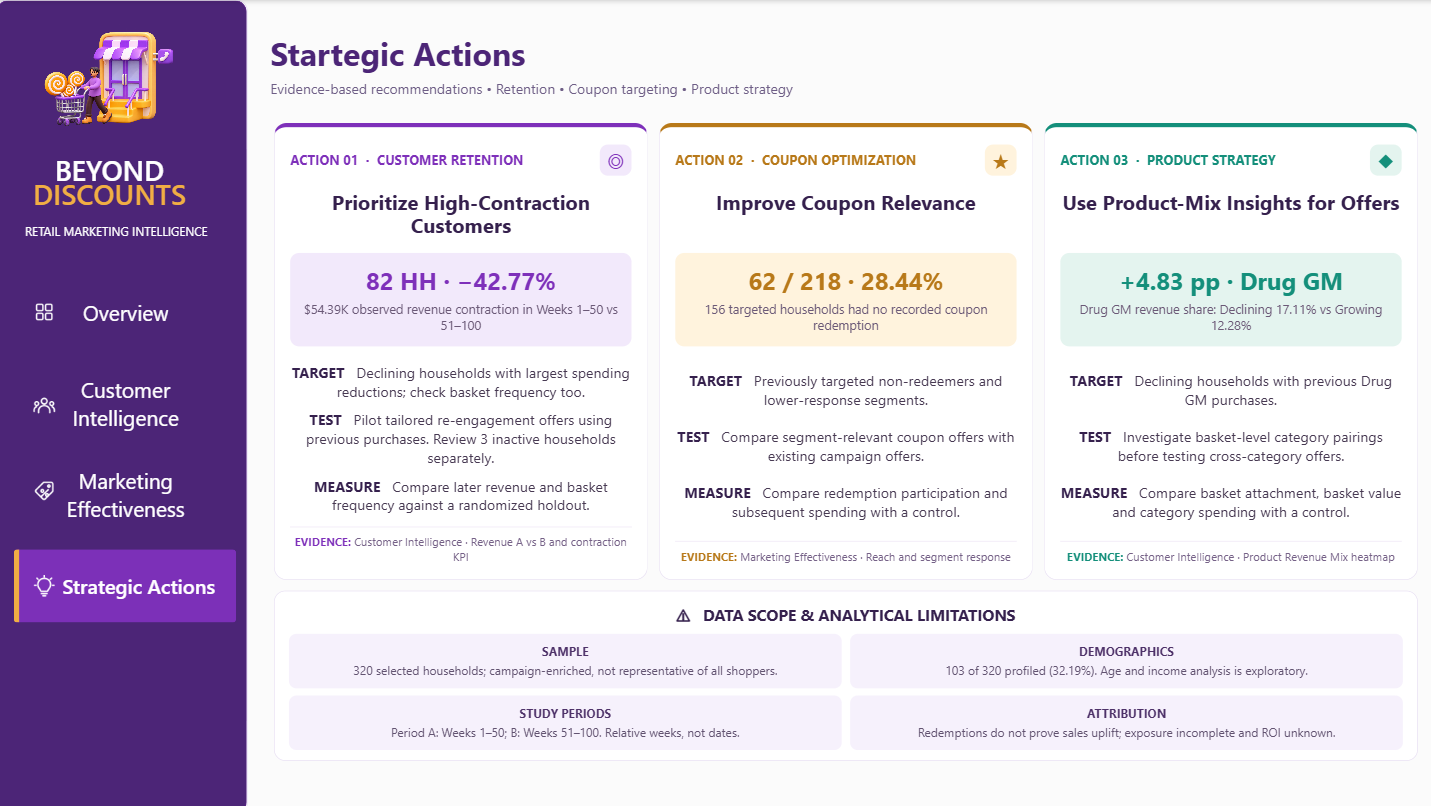 BEYOND
DISCOUNTS
RETAIL MARKETING INTELLIGENCE
Overview
Customer
Intelligence
Marketing
Effectiveness
Strategic Actions
Startegic Actions
Evidence-based recommendations • Retention • Coupon targeting • Product strategy
ACTION 01 · CUSTOMER RETENTION
Prioritize High-Contraction
Customers
82 HH · −42.77%
$54.39K observed revenue contraction in Weeks 1–50 vs
51–100
TARGET Declining households with largest spending
reductions; check basket frequency too.
TEST Pilot tailored re-engagement offers using
previous purchases. Review 3 inactive households
separately.
MEASURE Compare later revenue and basket
frequency against a randomized holdout.
EVIDENCE: Customer Intelligence · Revenue A vs B and contraction
KPI
ACTION 02 · COUPON OPTIMIZATION
Improve Coupon Relevance
62 / 218 · 28.44%
156 targeted households had no recorded coupon
redemption
TARGET Previously targeted non-redeemers and
lower-response segments.
TEST Compare segment-relevant coupon offers with
existing campaign offers.
MEASURE Compare redemption participation and
subsequent spending with a control.
EVIDENCE: Marketing Effectiveness · Reach and segment response
ACTION 03 · PRODUCT STRATEGY
Use Product-Mix Insights for Offers
+4.83 pp · Drug GM
Drug GM revenue share: Declining 17.11% vs Growing
12.28%
TARGET Declining households with previous Drug
GM purchases.
TEST Investigate basket-level category pairings
before testing cross-category offers.
MEASURE Compare basket attachment, basket value
and category spending with a control.
EVIDENCE: Customer Intelligence · Product Revenue Mix heatmap
⚠ DATA SCOPE & ANALYTICAL LIMITATIONS
SAMPLE
320 selected households; campaign-enriched, not representative of all shoppers.
DEMOGRAPHICS
103 of 320 profiled (32.19%). Age and income analysis is exploratory.
STUDY PERIODS
Period A: Weeks 1–50; B: Weeks 51–100. Relative weeks, not dates.
ATTRIBUTION
Redemptions do not prove sales uplift; exposure incomplete and ROI unknown.